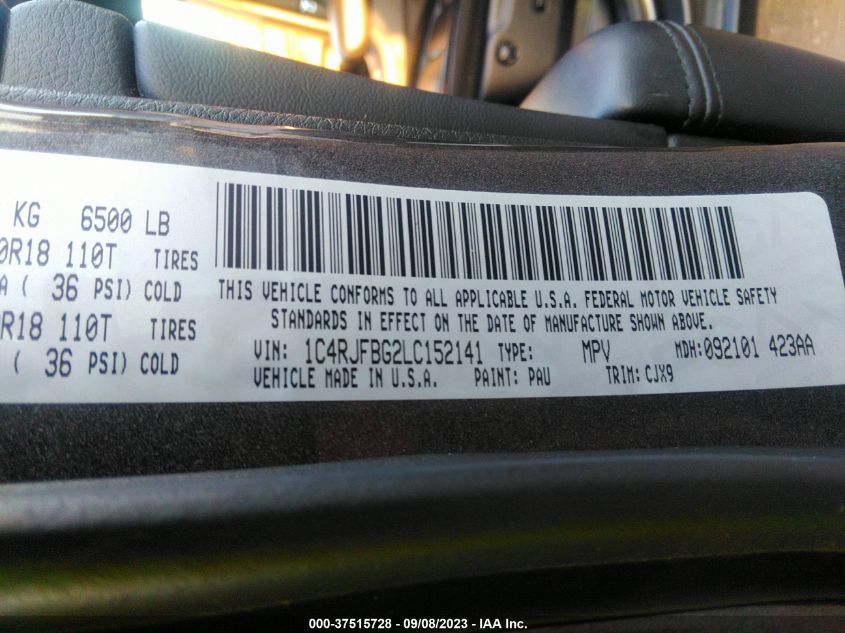 KG 6500 LB
0R18 110T TIRES
A ( 36 PSI) COLD
R18 110T TIRES
( 36 PSI) COLD
THIS VEHICLE CONFORMS TO ALL APPLICABLE U.S.A. FEDERAL MOTOR VEHICLE SAFETY
STANDARDS IN EFFECT ON THE DATE OF MANUFACTURE SHOWN ABOVE.
VIN: 1C4RJFBG2LC152141 TYPE: MPV MDH:092101 423AA
VEHICLE MADE IN U.S.A. PAINT: PAU TRIM: CJX9
000-37515728 - 09/08/2023 - IAA Inc.